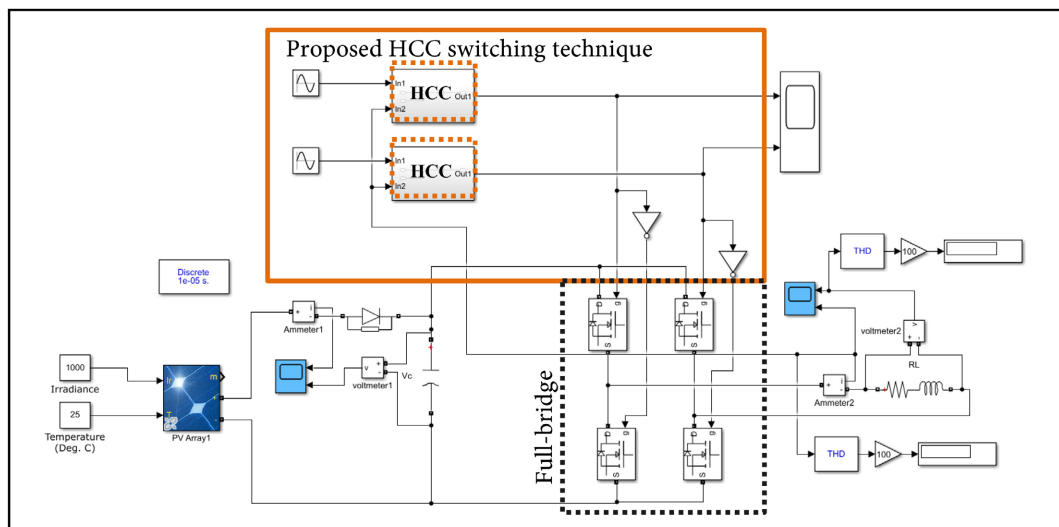 Proposed HCC switching technique
In1
HCC
Out1
In2
In1
HCC
Out1
In2
THD
100
Discrete
1e-05 s.
g
D
S
g
D
S
+
i
-
Ammeter1
v
+
-
voltmeter1
Vc
+
v
+
-
voltmeter2
RL
1000
Irradiance
Ir
m
+
25
T
-
Temperature
(Deg. C)
PV Array1
+
i
-
Ammeter2
+
Full-bridge
g
D
S
g
D
S
THD
100